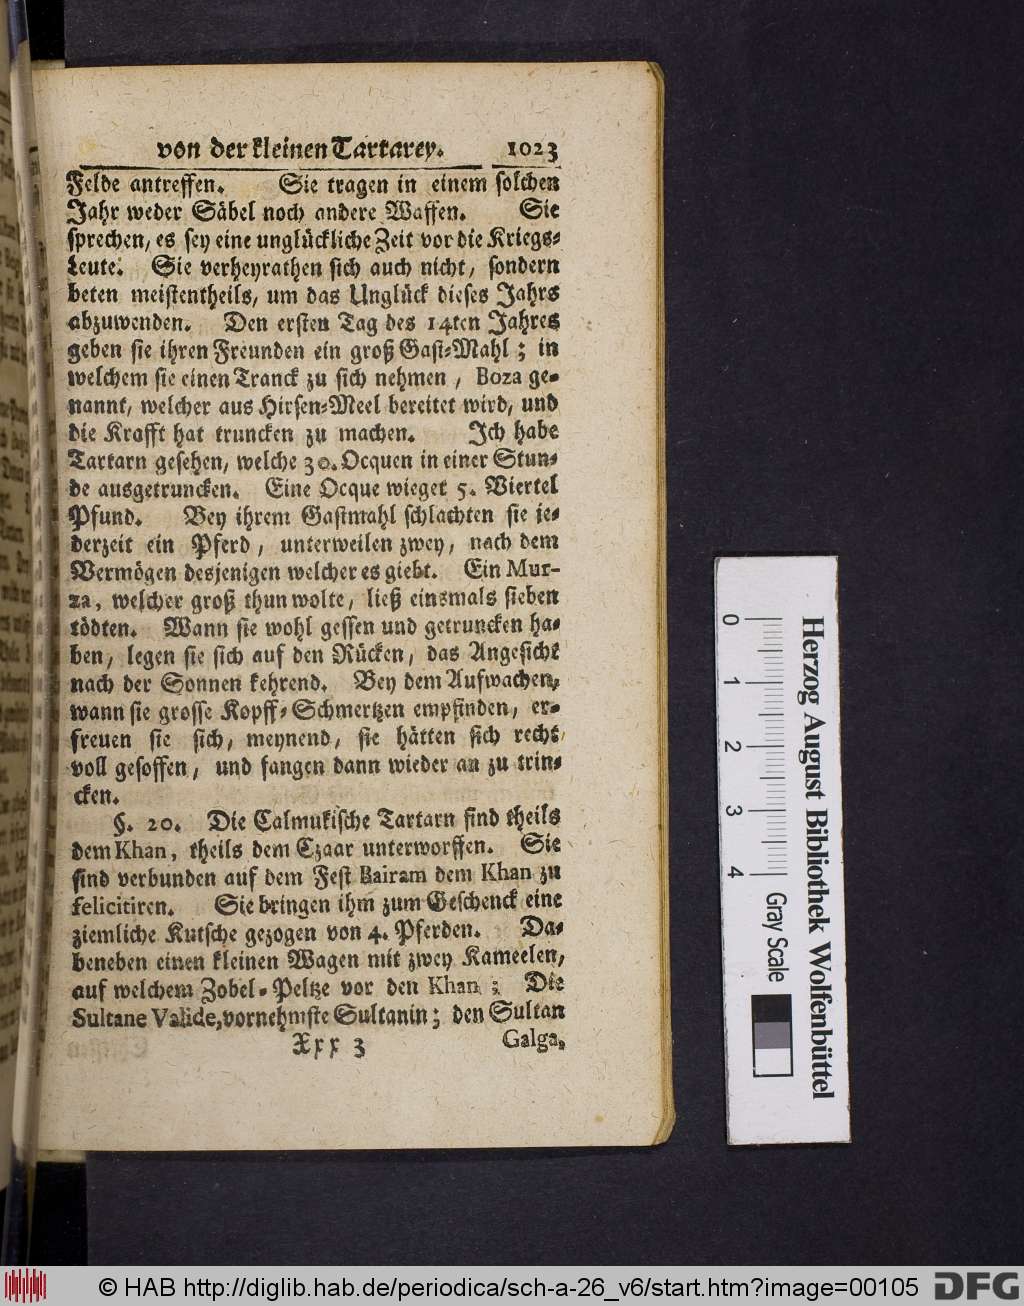 von der kleinen Tartarey. 1023
Felde antreffen. Sie tragen in einem solchen
Jahr weder Säbel noch andere Waffen. Sie
sprechen, es sey eine unglückliche Zeit vor die Kriegs-
Leute. Sie verheyrathen sich auch nicht, sondern
beten meistentheils, um das Unglück dieses Jahrs
abzuwenden. Den ersten Tag des 14ten Jahres
geben sie ihren Freunden ein groß Gast-Mahl; in
welchem sie einen Tranck zu sich nehmen, Boza ge-
nannt, welcher aus Hirsen-Meel bereitet wird, und
die Krafft hat truncken zu machen. Ich habe
Tartarn gesehen, welche 30. Ocquen in einer Stun-
de ausgetruncken. Eine Ocque wieget 5. Viertel
Pfund. Bey ihrem Gastmahl schlachten sie je-
derzeit ein Pferd, unterweilen zwey, nach dem
Vermögen desjenigen welcher es giebt. Ein Mur-
za, welcher groß thun wolte, ließ einsmals sieben
tödten. Wann sie wohl gessen und getruncken ha-
ben, legen sie sich auf den Rücken, das Angesicht
nach der Sonnen kehrend. Bey dem Aufwachen,
wann sie grosse Kopff-Schmertzen empfinden, er-
freuen sie sich, meynend, sie hätten sich recht
voll gesoffen, und fangen dann wieder an zu trin-
cken.
§. 20. Die Calmukische Tartarn sind theils
dem Khan, theils dem Czaar unterworffen. Sie
sind verbunden auf dem Fest Bairam dem Khan zu
felicitiren. Sie bringen ihm zum Geschenck eine
ziemliche Kutsche gezogen von 4. Pferden. Da-
beneben einen kleinen Wagen mit zwey Kameelen,
auf welchem Zobel-Peltze vor den Khan; Die
Sultane Valide, vornehmste Sultanin; den Sultan
Xxx 3 Galga,
0 1 2 3 4
Gray Scale
Herzog August Bibliothek Wolfenbüttel
© HAB http://diglib.hab.de/periodica/sch-a-26_v6/start.htm?image=00105
DFG